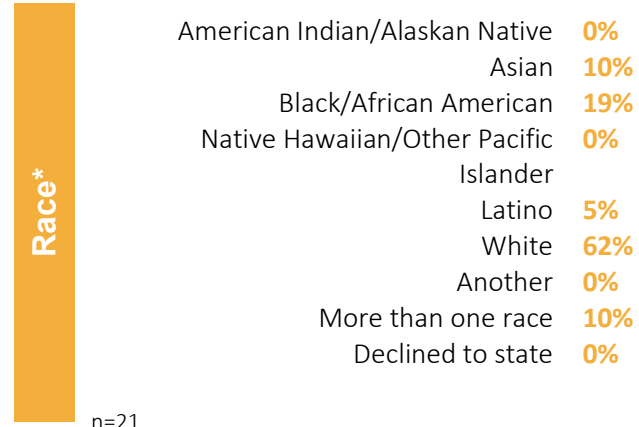 Race*
American Indian/Alaskan Native 0%
Asian 10%
Black/African American 19%
Native Hawaiian/Other Pacific 0%
Islander
Latino 5%
White 62%
Another 0%
More than one race 10%
Declined to state 0%
n=21